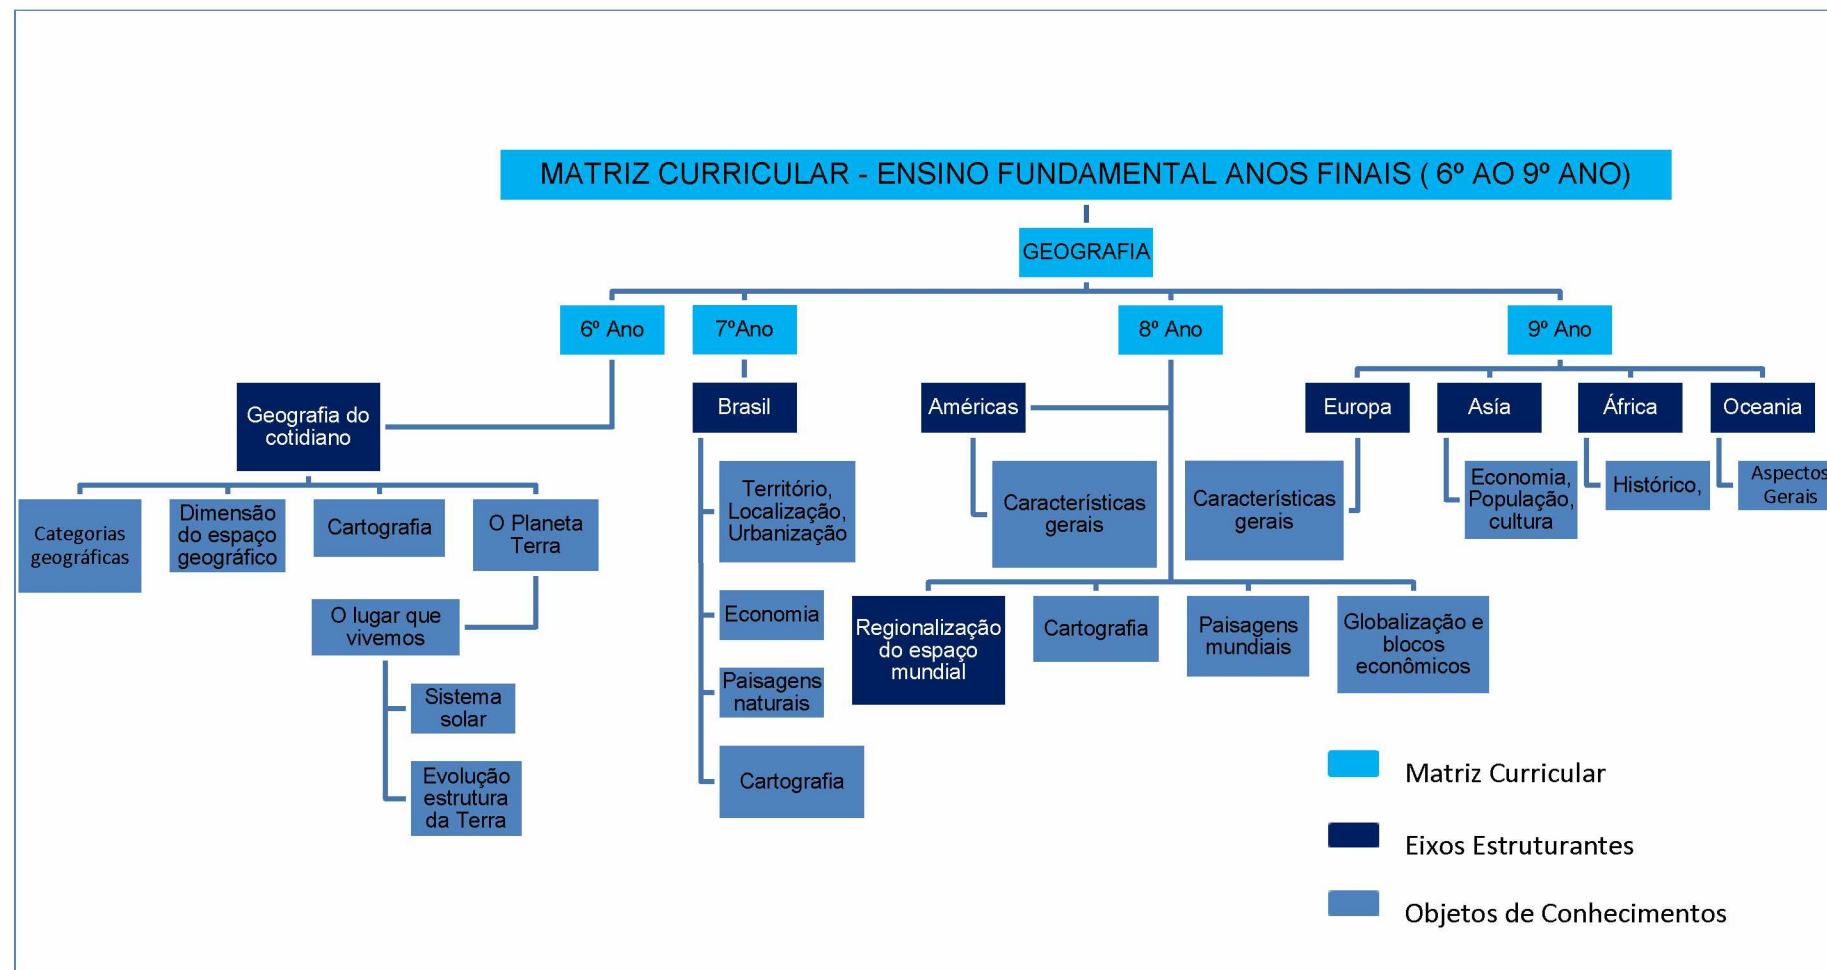 MATRIZ CURRICULAR - ENSINO FUNDAMENTAL ANOS FINAIS ( 6º AO 9º ANO)
GEOGRAFIA
6º Ano
7ºAno
8º Ano
9º Ano
Geografia do
cotidiano
Brasil
Américas
Europa
Asía
África
Oceania
Categorias
geográficas
Dimensão
do espaço
geográfico
Cartografia
O Planeta
Terra
O lugar que
vivemos
Sistema
solar
Evolução
estrutura
da Terra
Território,
Localização,
Urbanização
Economia
Paisagens
naturais
Cartografia
Características
gerais
Características
gerais
Economia,
População,
cultura
Histórico,
Aspectos
Gerais
Regionalização
do espaço
mundial
Cartografia
Paisagens
mundiais
Globalização e
blocos
econômicos
Matriz Curricular
Eixos Estruturantes
Objetos de Conhecimentos